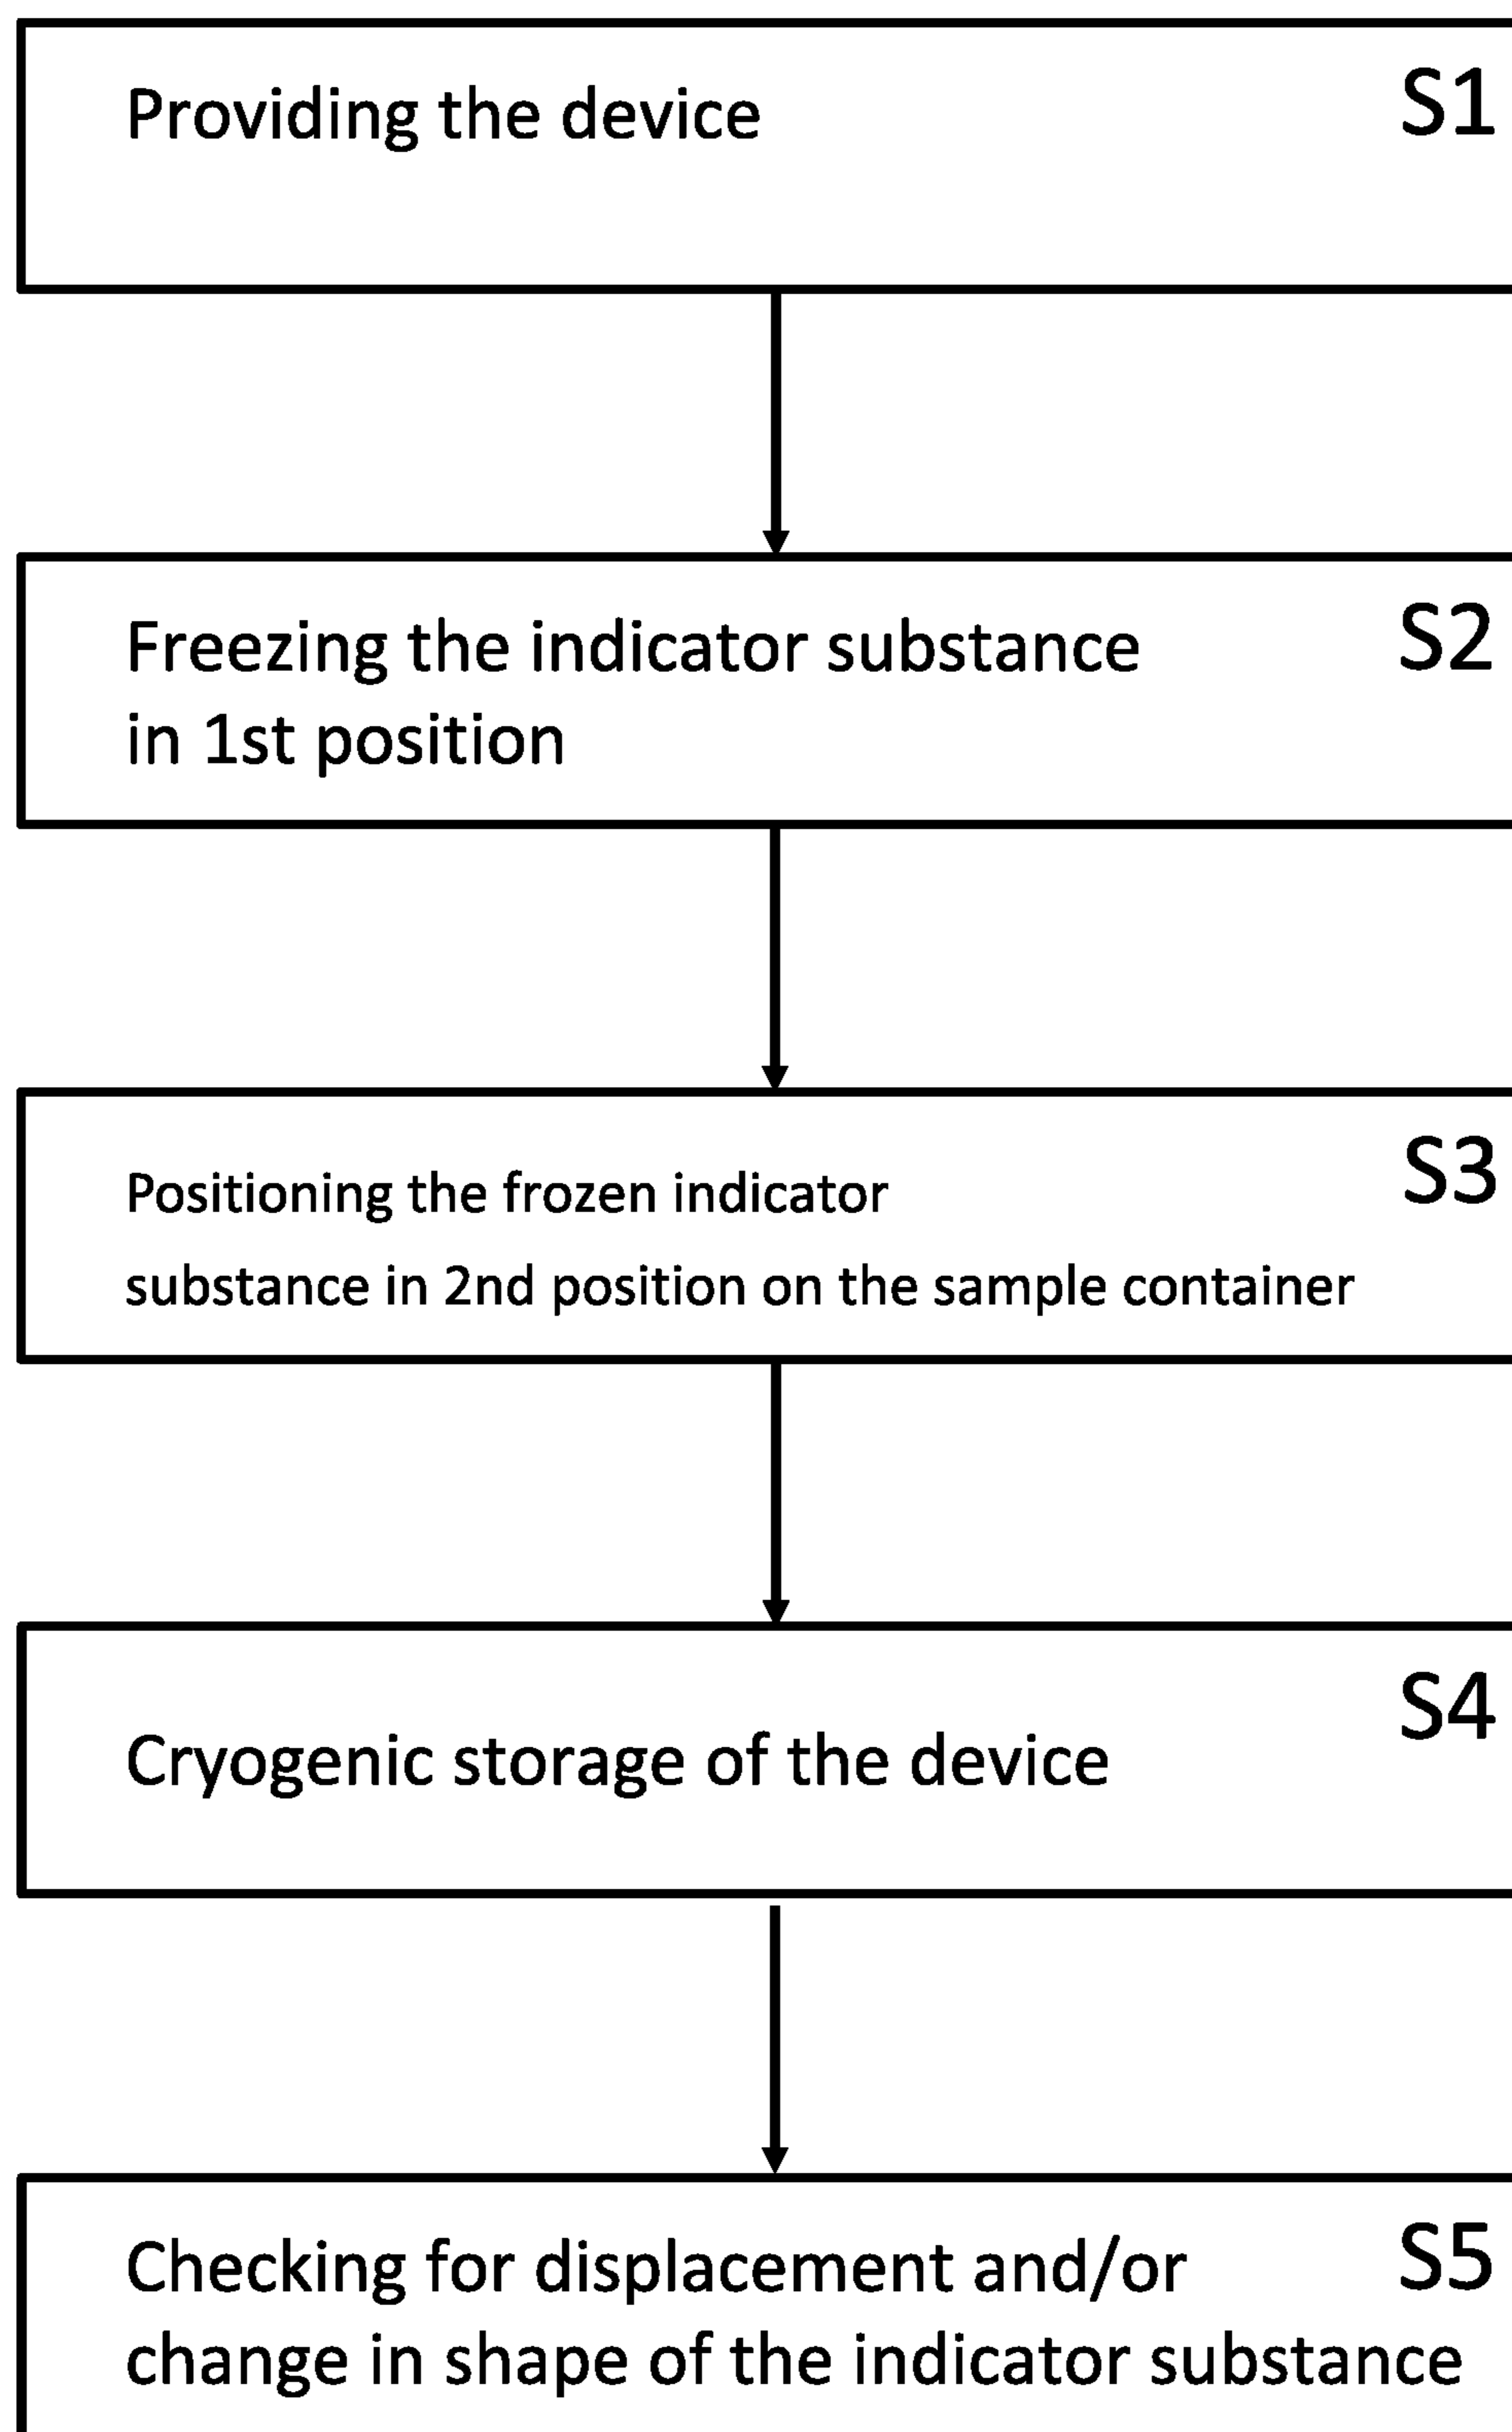 Providing the device S1
Freezing the indicator substance S2
in 1st position
Positioning the frozen indicator S3
substance in 2nd position on the sample container
Cryogenic storage of the device S4
Checking for displacement and/or S5
change in shape of the indicator substance